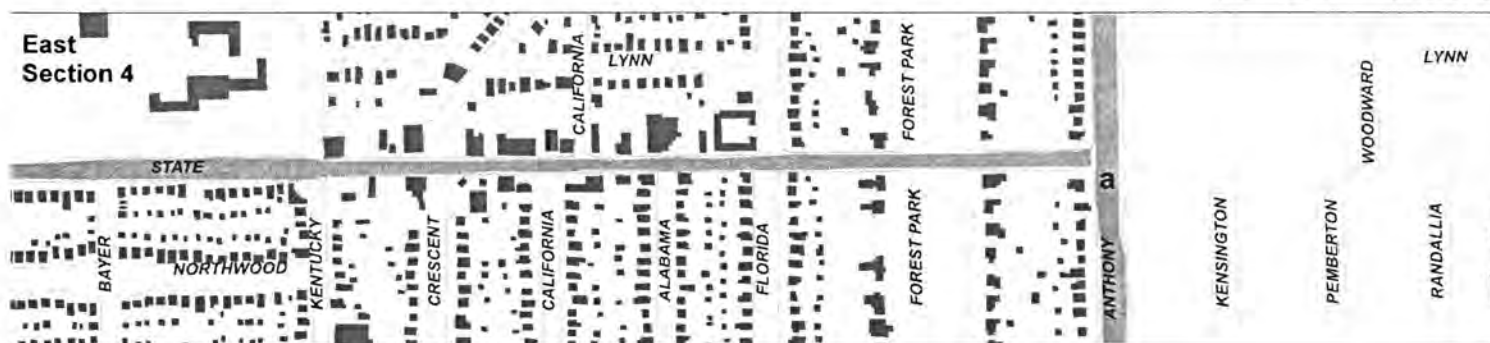 East
Section 4
CALIFORNIA
LYNN
FOREST PARK
WOODWARD
LYNN
STATE
BAYER
NORTHWOOD
KENTUCKY
CRESCENT
CALIFORNIA
ALABAMA
FLORIDA
FOREST PARK
ANTHONY
KENSINGTON
PEMBERTON
RANDALLIA